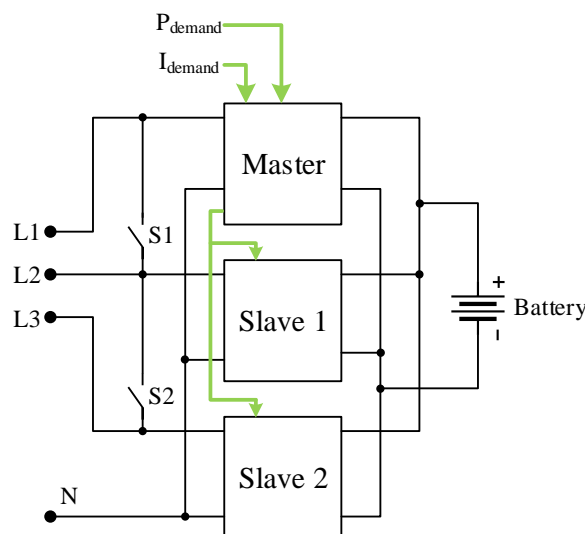 P_demand
I_demand
Master
L1
S1
L2
L3
Slave 1
+
Battery
-
S2
Slave 2
N